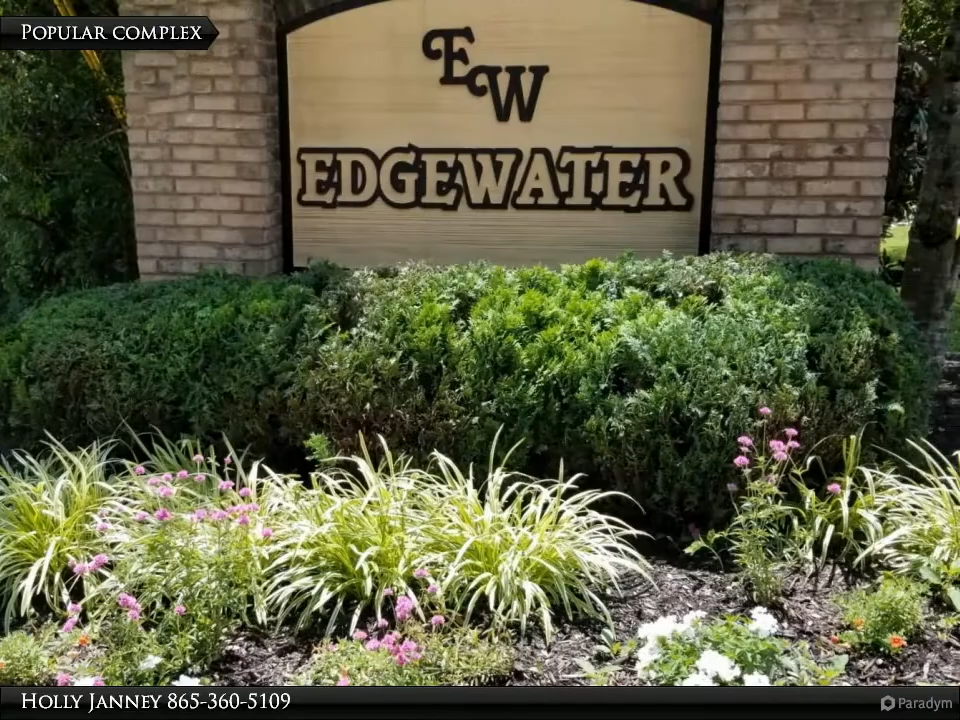 Popular complex
EW
EDGEWATER
Holly Janney 865-360-5109
Paradym